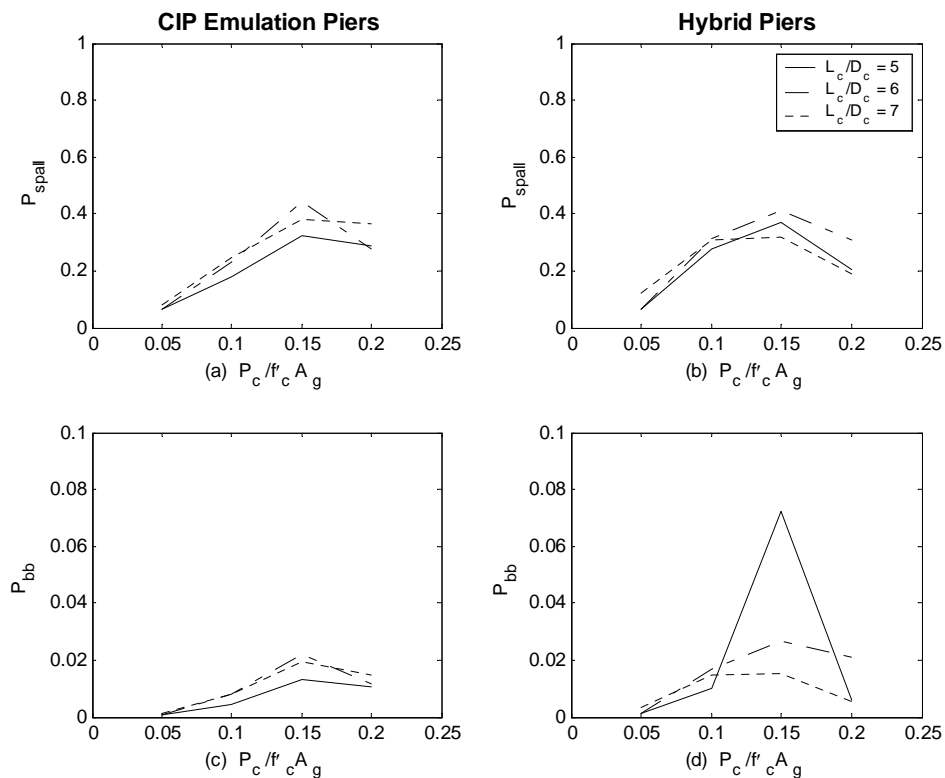 CIP Emulation Piers
Hybrid Piers
1
0.8
0.6
0.4
0.2
0
P_spall
0 0.05 0.1 0.15 0.2 0.25
(a) P_c /f'_c A_g
1
0.8
0.6
0.4
0.2
0
P_spall
L_c/D_c = 5
L_c/D_c = 6
L_c/D_c = 7
0 0.05 0.1 0.15 0.2 0.25
(b) P_c /f'_c A_g
0.1
0.08
0.06
0.04
0.02
0
P_bb
0 0.05 0.1 0.15 0.2 0.25
(c) P_c /f'_c A_g
0.1
0.08
0.06
0.04
0.02
0
P_bb
0 0.05 0.1 0.15 0.2 0.25
(d) P_c /f'_c A_g